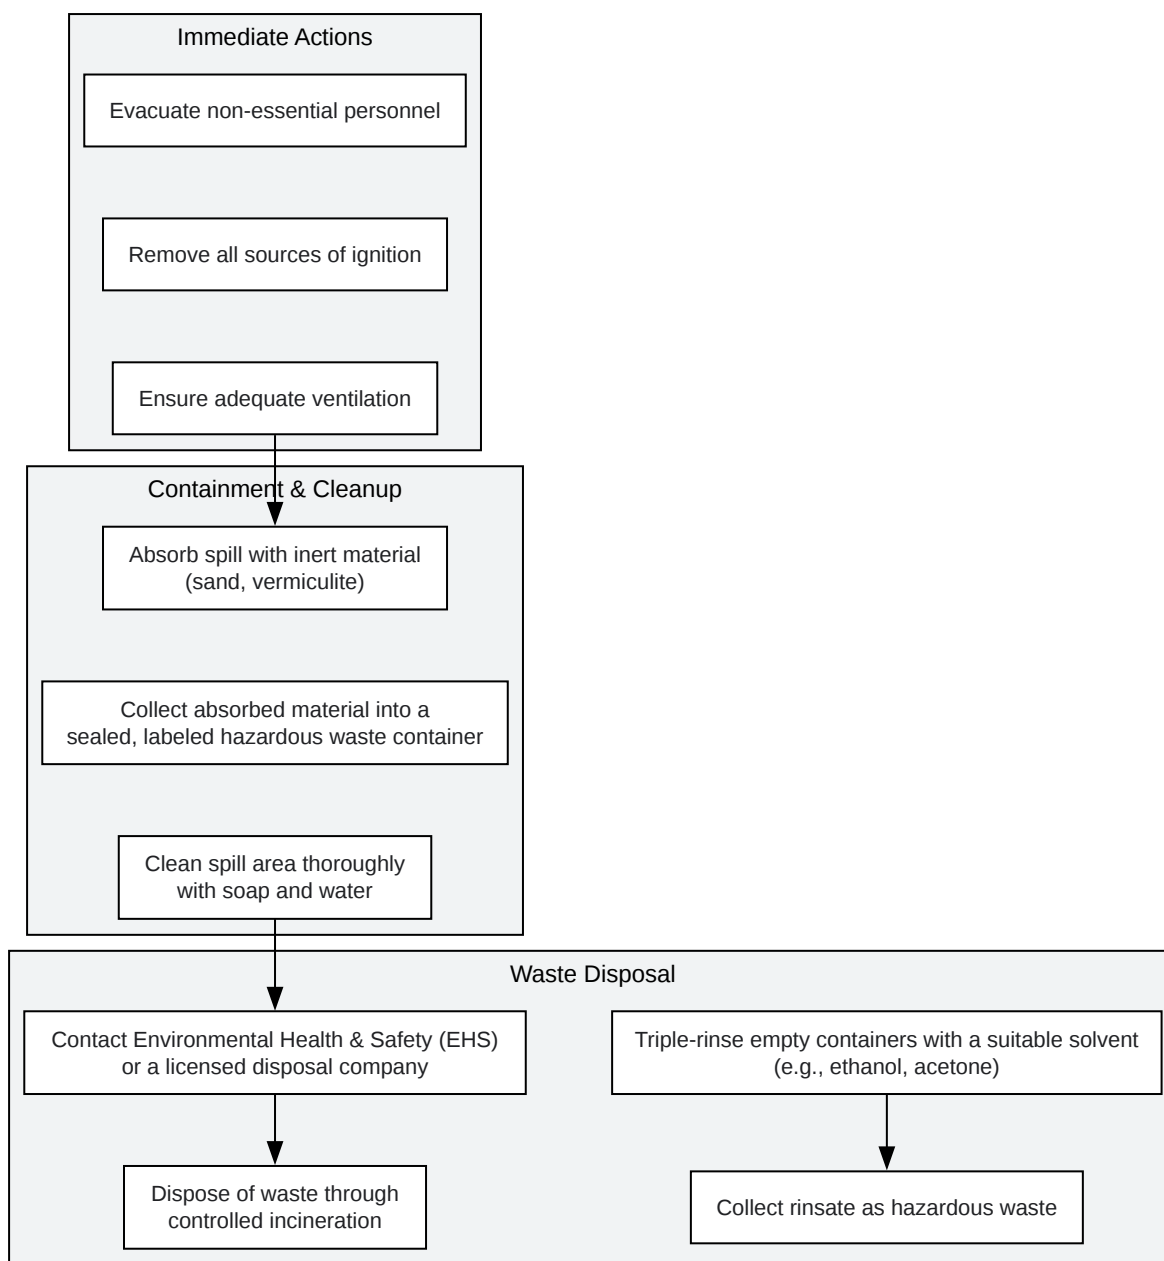 Immediate Actions
Evacuate non-essential personnel
Remove all sources of ignition
Ensure adequate ventilation
Containment & Cleanup
Absorb spill with inert material
(sand, vermiculite)
Collect absorbed material into a
sealed, labeled hazardous waste container
Clean spill area thoroughly
with soap and water
Waste Disposal
Contact Environmental Health & Safety (EHS)
or a licensed disposal company
Triple-rinse empty containers with a suitable solvent
(e.g., ethanol, acetone)
Dispose of waste through
controlled incineration
Collect rinsate as hazardous waste